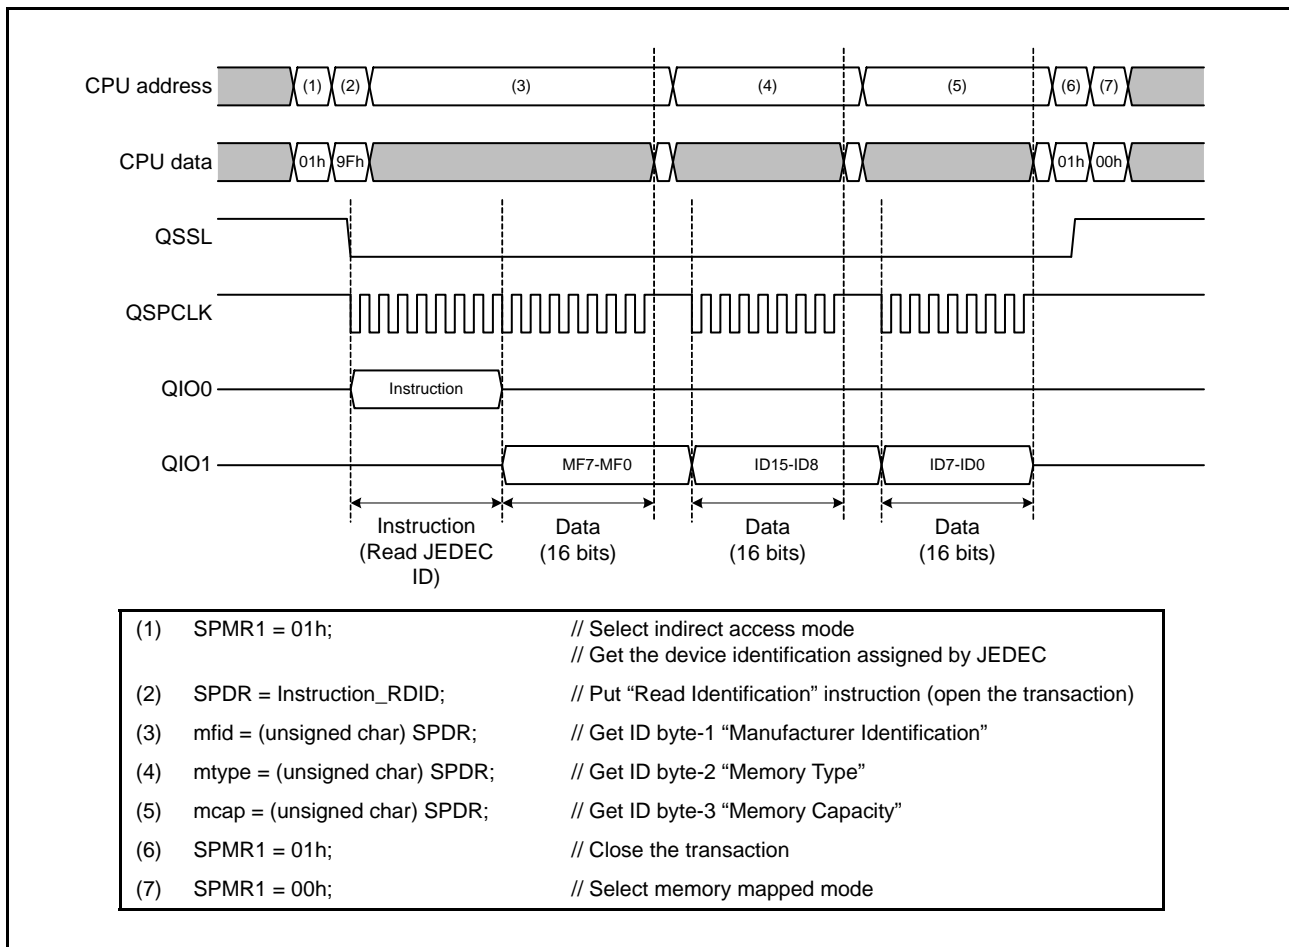 CPU address (1) (2) (3) (4) (5) (6) (7)
CPU data 01h 9Fh 01h 00h
QSSL
QSPCLK
QIO0 Instruction
QIO1 MF7-MF0 ID15-ID8 ID7-ID0
Instruction Data Data Data
(Read JEDEC (16 bits) (16 bits) (16 bits)
ID)
(1) SPMR1 = 01h; // Select indirect access mode
// Get the device identification assigned by JEDEC
(2) SPDR = Instruction_RDID; // Put “Read Identification” instruction (open the transaction)
(3) mfid = (unsigned char) SPDR; // Get ID byte-1 “Manufacturer Identification”
(4) mtype = (unsigned char) SPDR; // Get ID byte-2 “Memory Type”
(5) mcap = (unsigned char) SPDR; // Get ID byte-3 “Memory Capacity”
(6) SPMR1 = 01h; // Close the transaction
(7) SPMR1 = 00h; // Select memory mapped mode